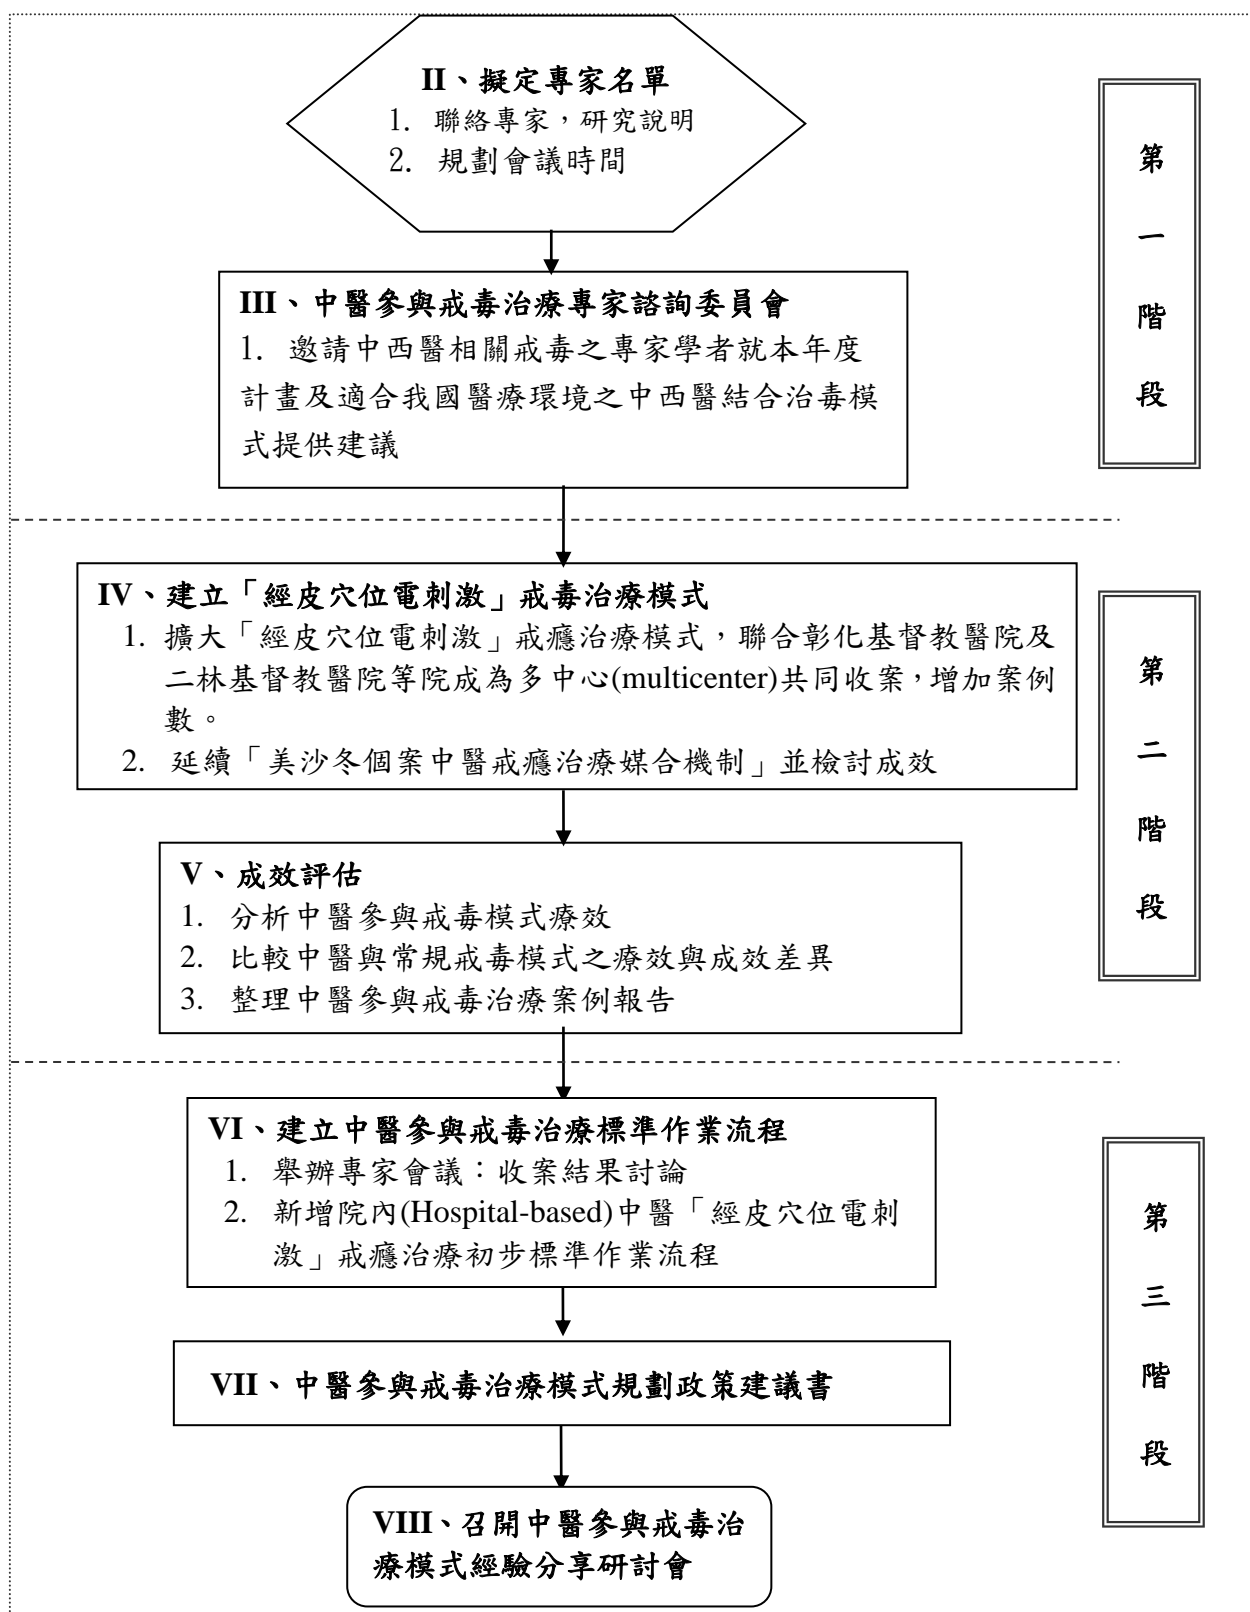 II、擬定專家名單
1. 聯絡專家，研究說明
2. 規劃會議時間
第一階段
III、中醫參與戒毒治療專家諮詢委員會
1. 邀請中西醫相關戒毒之專家學者就本年度
計畫及適合我國醫療環境之中西醫結合治毒模
式提供建議
IV、建立「經皮穴位電刺激」戒毒治療模式
1. 擴大「經皮穴位電刺激」戒癮治療模式，聯合彰化基督教醫院及
二林基督教醫院等院成為多中心(multicenter)共同收案，增加案例
數。
2. 延續「美沙冬個案中醫戒癮治療媒合機制」並檢討成效
第二階段
V、成效評估
1. 分析中醫參與戒毒模式療效
2. 比較中醫與常規戒毒模式之療效與成效差異
3. 整理中醫參與戒毒治療案例報告
VI、建立中醫參與戒毒治療標準作業流程
1. 舉辦專家會議：收案結果討論
2. 新增院內(Hospital-based)中醫「經皮穴位電刺
激」戒癮治療初步標準作業流程
第三階段
VII、中醫參與戒毒治療模式規劃政策建議書
VIII、召開中醫參與戒毒治
療模式經驗分享研討會